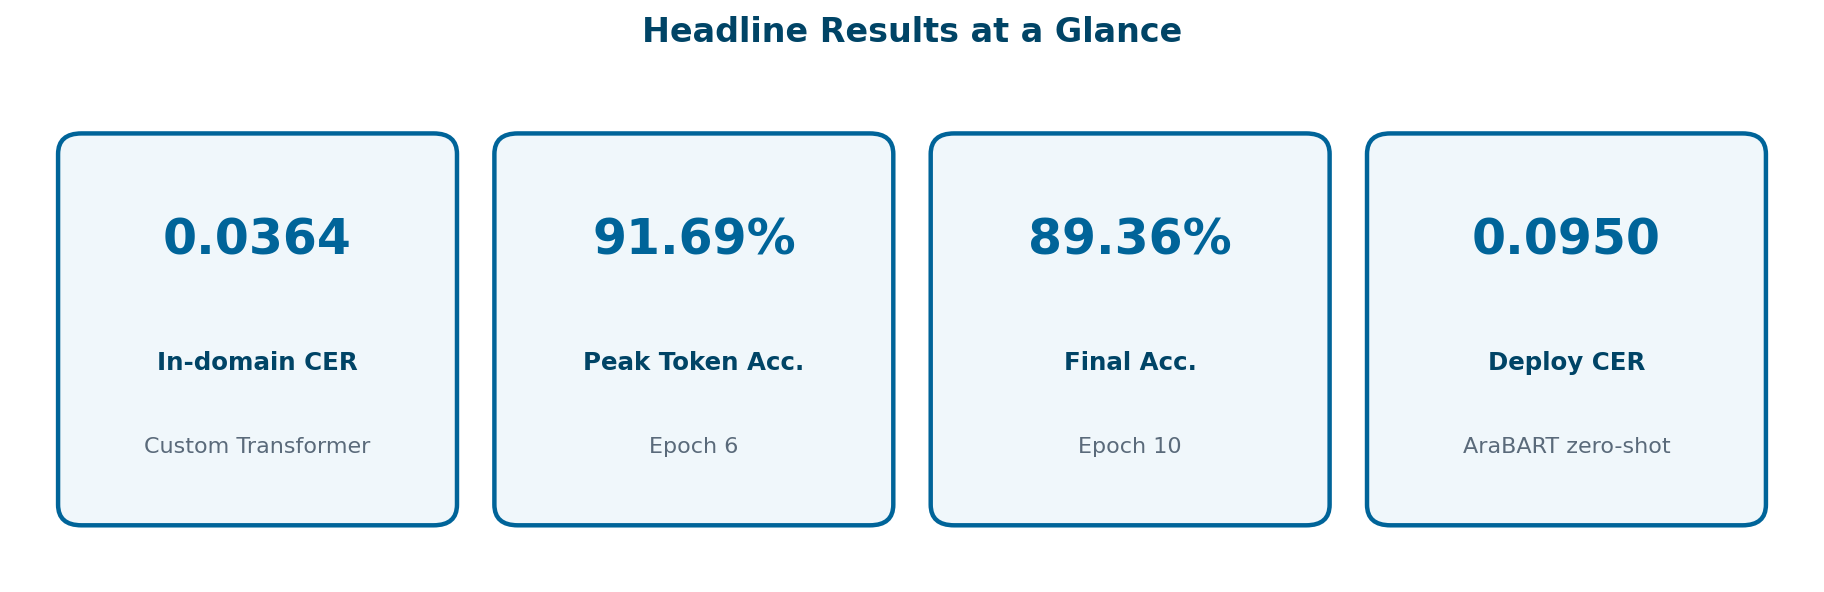 Headline Results at a Glance
0.0364
In-domain CER
Custom Transformer
91.69%
Peak Token Acc.
Epoch 6
89.36%
Final Acc.
Epoch 10
0.0950
Deploy CER
AraBART zero-shot